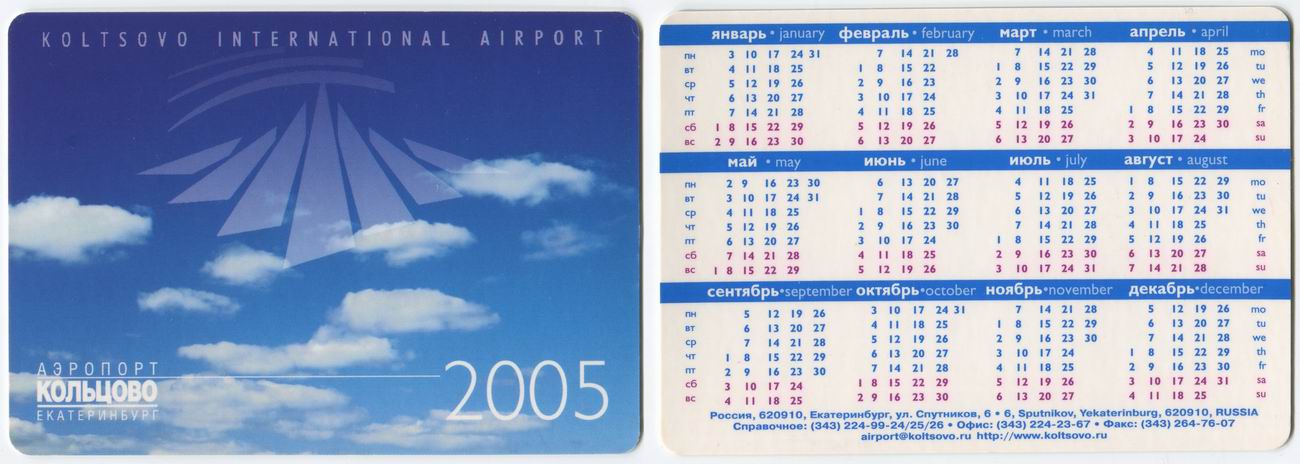 KOLTSOVO INTERNATIONAL AIRPORT
АЭРОПОРТ
КОЛЬЦОВО
ЕКАТЕРИНБУРГ
2005
январь • january февраль • february март • march апрель • april
пн 3 10 17 24 31 7 14 21 28 7 14 21 28 4 11 18 25 mo
вт 4 11 18 25 1 8 15 22 1 8 15 22 29 5 12 19 26 tu
ср 5 12 19 26 2 9 16 23 2 9 16 23 30 6 13 20 27 we
чт 6 13 20 27 3 10 17 24 3 10 17 24 31 7 14 21 28 th
пт 7 14 21 28 4 11 18 25 4 11 18 25 1 8 15 22 29 fr
сб 1 8 15 22 29 5 12 19 26 5 12 19 26 2 9 16 23 30 sa
вс 2 9 16 23 30 6 13 20 27 6 13 20 27 3 10 17 24 su
май • may июнь • june июль • july август • august
пн 2 9 16 23 30 6 13 20 27 4 11 18 25 1 8 15 22 29 mo
вт 3 10 17 24 31 7 14 21 28 5 12 19 26 2 9 16 23 30 tu
ср 4 11 18 25 1 8 15 22 29 6 13 20 27 3 10 17 24 31 we
чт 5 12 19 26 2 9 16 23 30 7 14 21 28 4 11 18 25 th
пт 6 13 20 27 3 10 17 24 1 8 15 22 29 5 12 19 26 fr
сб 7 14 21 28 4 11 18 25 2 9 16 23 30 6 13 20 27 sa
вс 1 8 15 22 29 5 12 19 26 3 10 17 24 31 7 14 21 28 su
сентябрь•september октябрь•october ноябрь•november декабрь•december
пн 5 12 19 26 3 10 17 24 31 7 14 21 28 5 12 19 26 mo
вт 6 13 20 27 4 11 18 25 1 8 15 22 29 6 13 20 27 tu
ср 7 14 21 28 5 12 19 26 2 9 16 23 30 7 14 21 28 we
чт 1 8 15 22 29 6 13 20 27 3 10 17 24 1 8 15 22 29 th
пт 2 9 16 23 30 7 14 21 28 4 11 18 25 2 9 16 23 30 fr
сб 3 10 17 24 1 8 15 22 29 5 12 19 26 3 10 17 24 31 sa
вс 4 11 18 25 2 9 16 23 30 6 13 20 27 4 11 18 25 su
Россия, 620910, Екатеринбург, ул. Спутников, 6 • 6, Sputnikov, Yekaterinburg, 620910, RUSSIA
Справочное: (343) 224-99-24/25/26 • Офис: (343) 224-23-67 • Факс: (343) 264-76-07
airport@koltsovo.ru http://www.koltsovo.ru